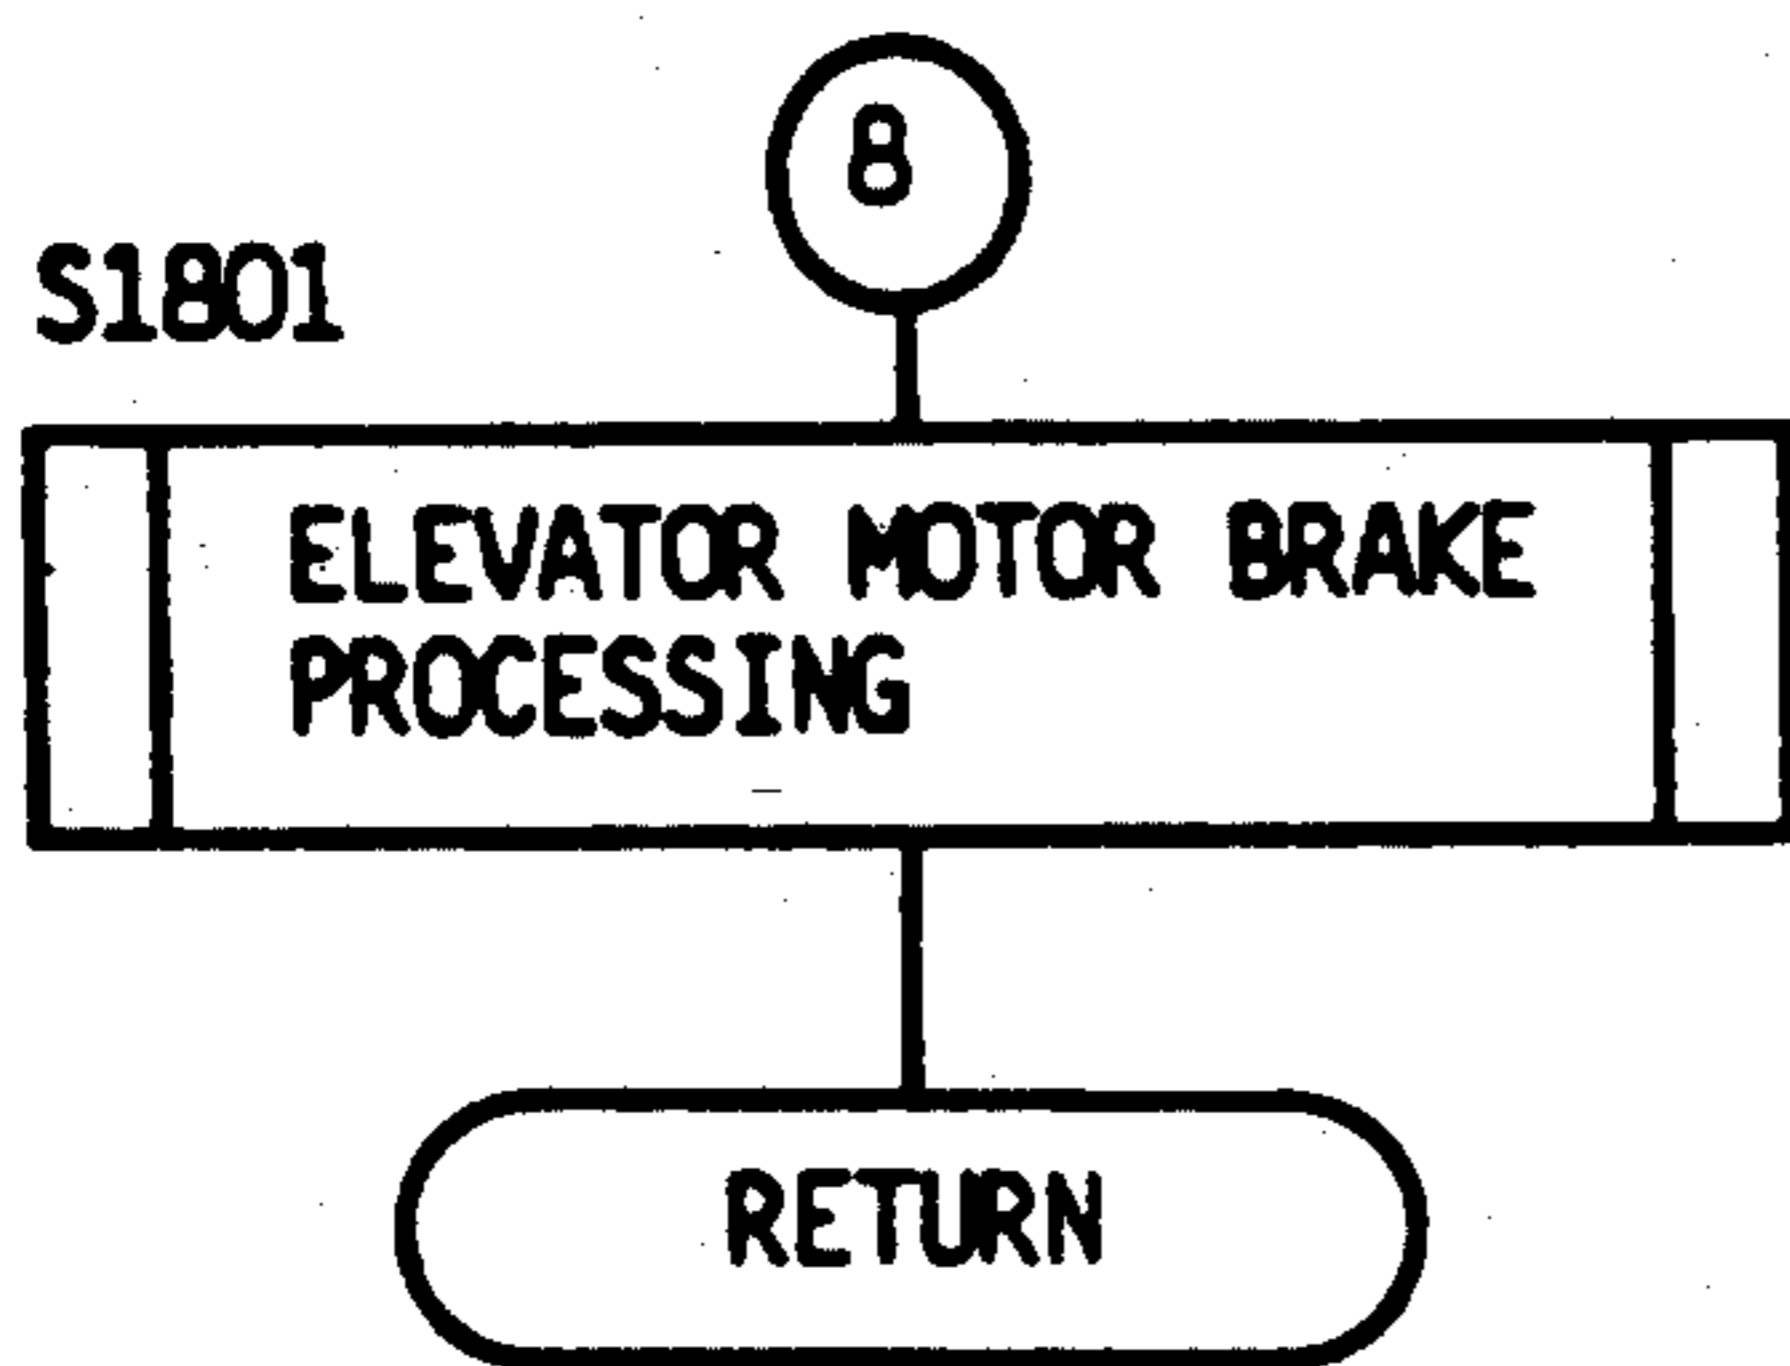 8
S1801
ELEVATOR MOTOR BRAKE
PROCESSING
RETURN